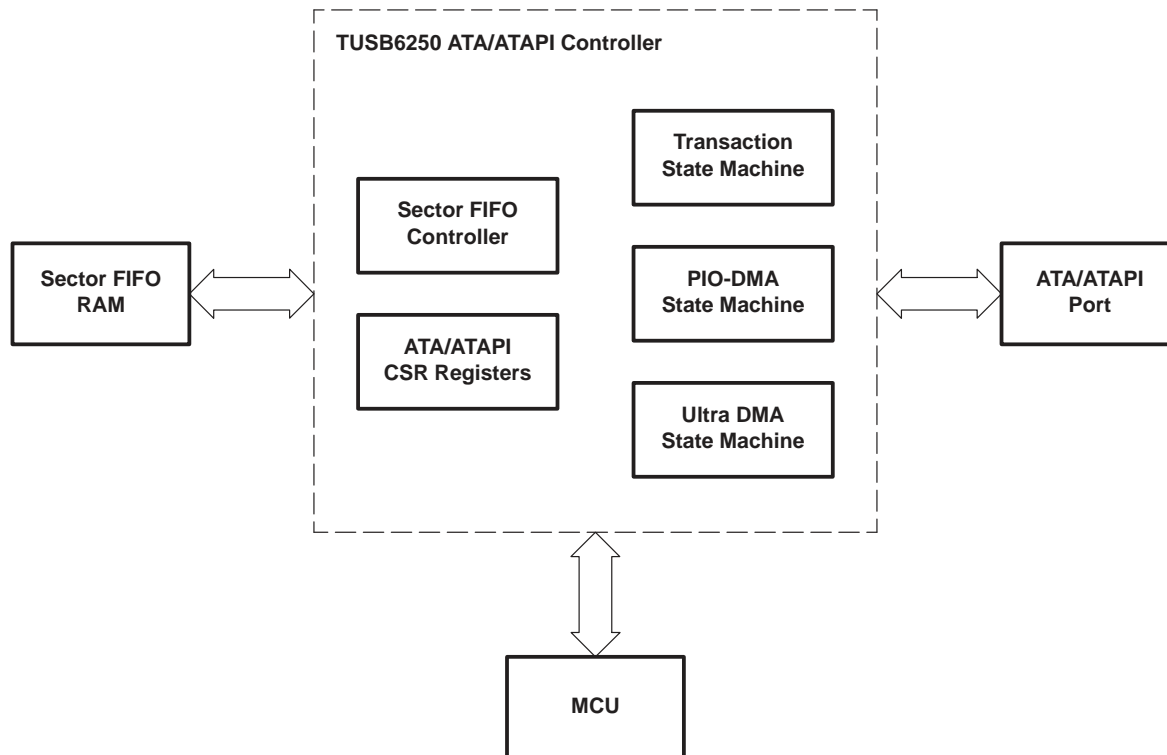 TUSB6250 ATA/ATAPI Controller
Transaction
State Machine
Sector FIFO
Controller
Sector FIFO
RAM
PIO-DMA
State Machine
ATA/ATAPI
Port
ATA/ATAPI
CSR Registers
Ultra DMA
State Machine
MCU